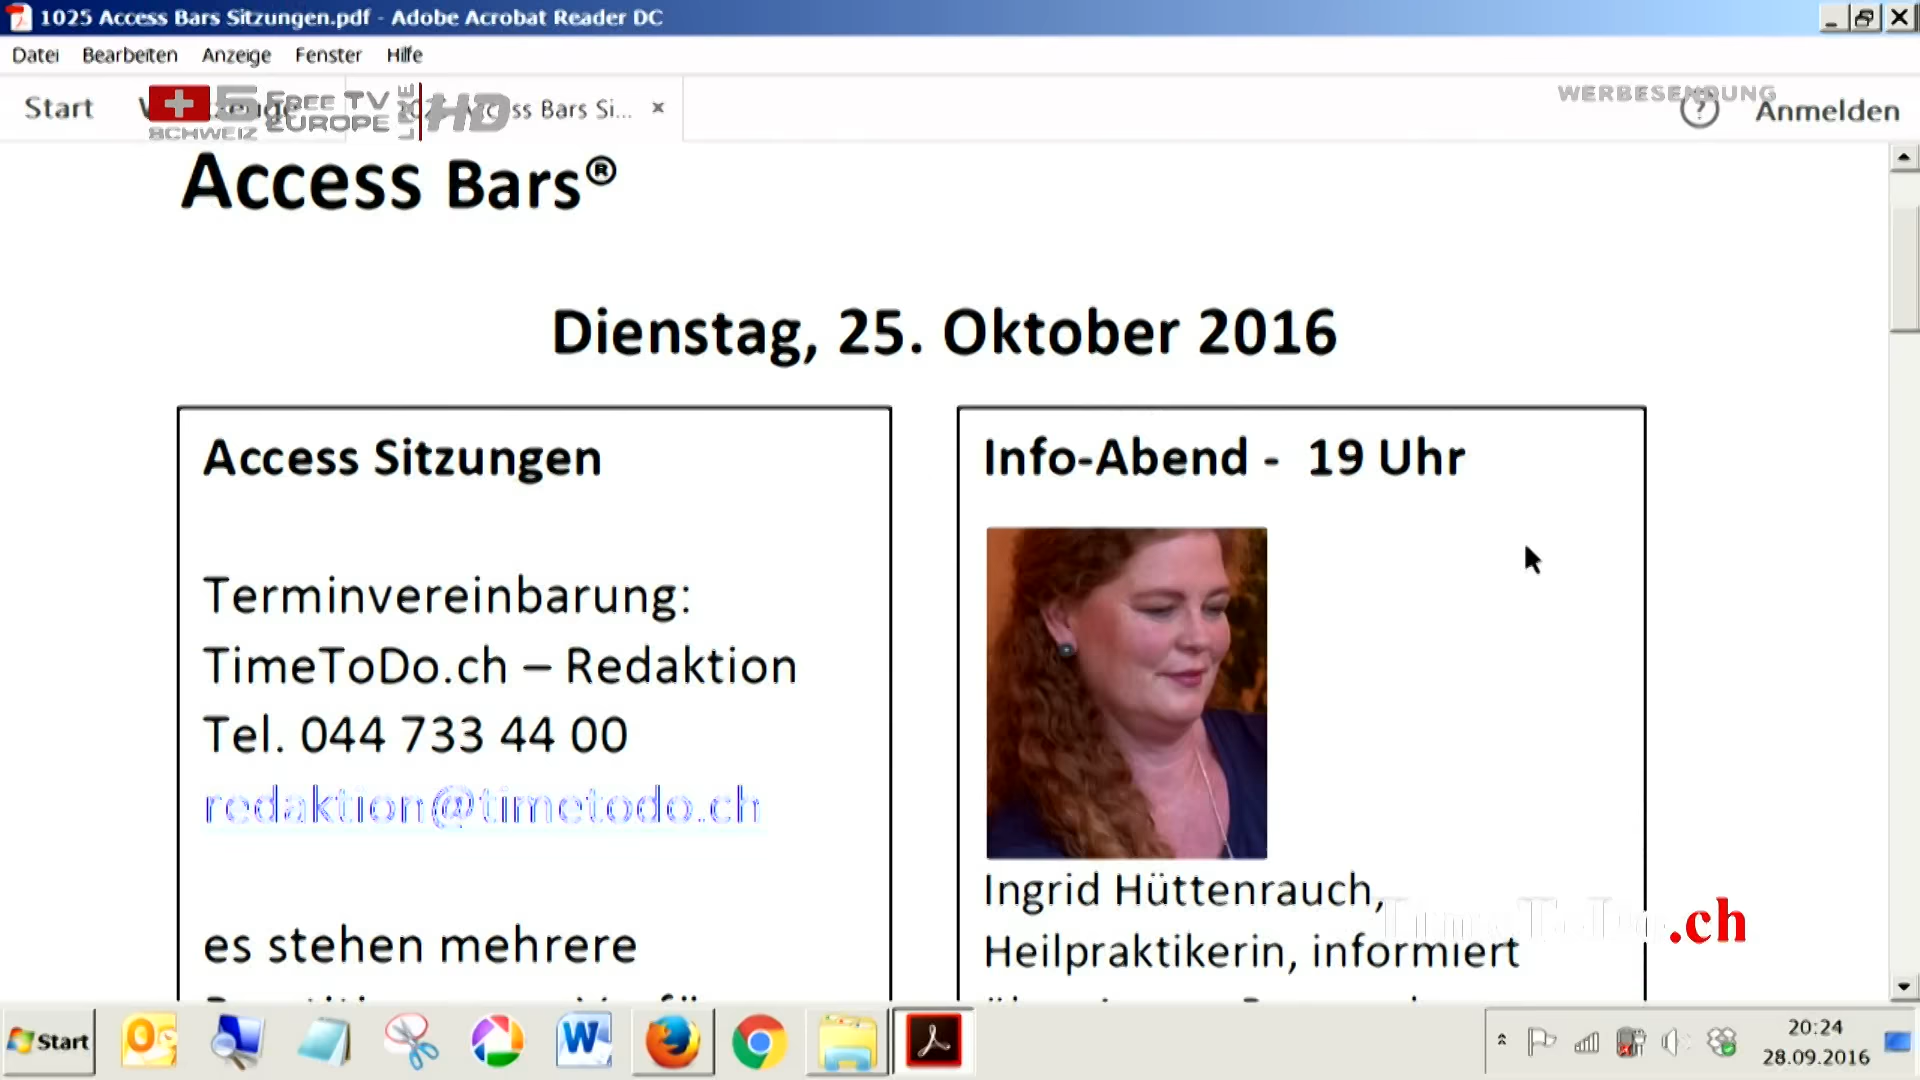 1025 Access Bars Sitzungen.pdf - Adobe Acrobat Reader DC
Datei Bearbeiten Anzeige Fenster Hilfe
Start
Bars Si...
Anmelden
5
SCHWEIZ
FREE TV
EUROPE
LIVE
HD
WERBESENDUNG
Access Bars®
Dienstag, 25. Oktober 2016
Access Sitzungen
Terminvereinbarung:
TimeToDo.ch – Redaktion
Tel. 044 733 44 00
redaktion@timetodo.ch
es stehen mehrere
Info-Abend - 19 Uhr
Ingrid Hüttenrauch,
Heilpraktikerin, informiert
TimeToDo.ch
Start
20:24
28.09.2016